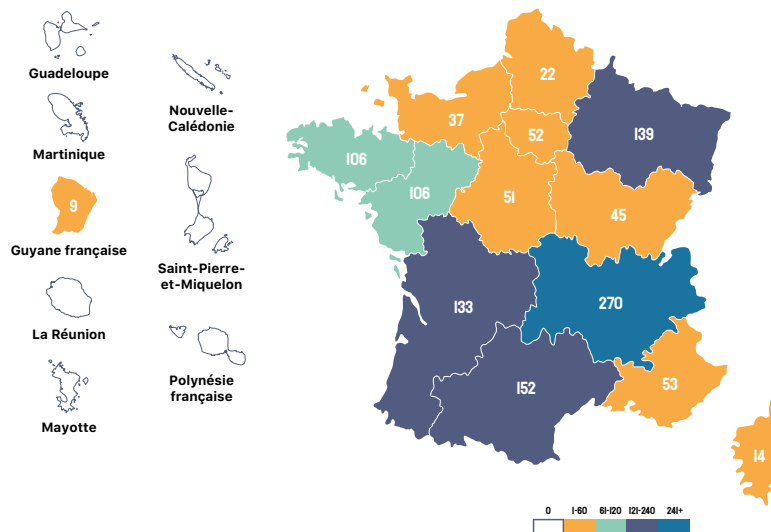 Guadeloupe
Martinique
9
Guyane française
La Réunion
Mayotte
Nouvelle-
Calédonie
Saint-Pierre-
et-Miquelon
Polynésie
française
22
37
52
139
106
106
51
45
133
270
152
53
14
0 1-60 61-120 121-240 241+